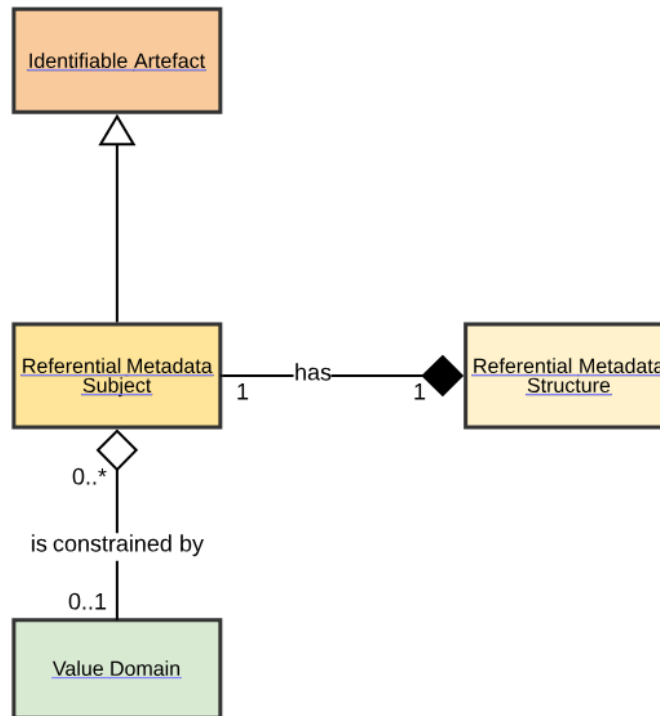 Identifiable Artefact
Referential Metadata
Subject
has
1
1
Referential Metadata
Structure
0..*
is constrained by
0..1
Value Domain